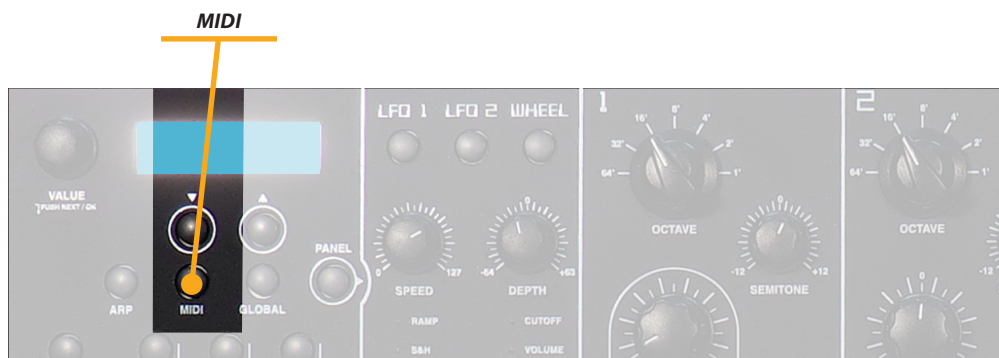 MIDI
LFO 1 LFO 2 WHEEL
1
2
VALUE
PUSH NEXT / OK
PANEL
ARP
MIDI
GLOBAL
0 127
SPEED
RAMP
S&H
0
-64 +63
DEPTH
CUTOFF
VOLUME
64' 32' 16' 8' 4' 2' 1'
OCTAVE
0
-12 +12
SEMITONE
64' 32' 16' 8' 4' 2' 1'
OCTAVE
0
-12